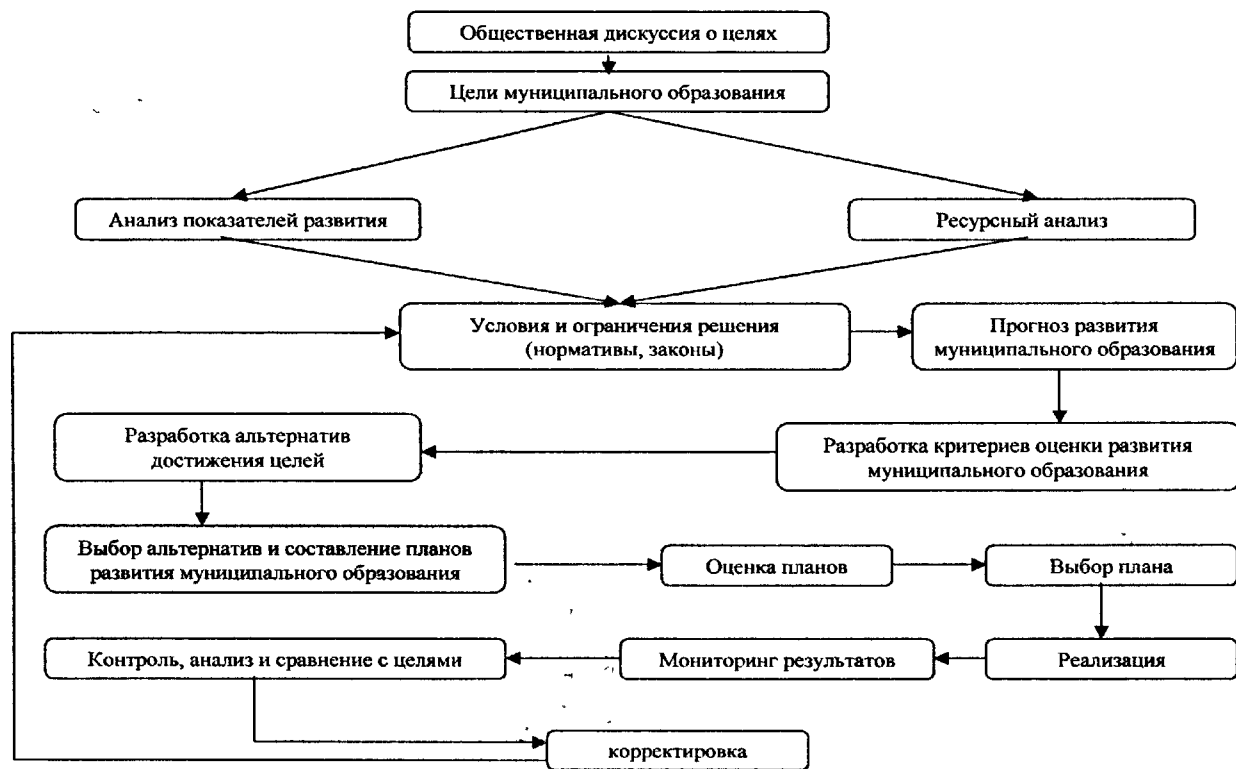 Общественная дискуссия о целях
Цели муниципального образования
Анализ показателей развития
Ресурсный анализ
Условия и ограничения решения
(нормативы, законы)
Прогноз развития
муниципального образования
Разработка альтернатив
достижения целей
Разработка критериев оценки развития
муниципального образования
Выбор альтернатив и составление планов
развития муниципального образования
Оценка планов
Выбор плана
Контроль, анализ и сравнение с целями
Мониторинг результатов
Реализация
корректировка